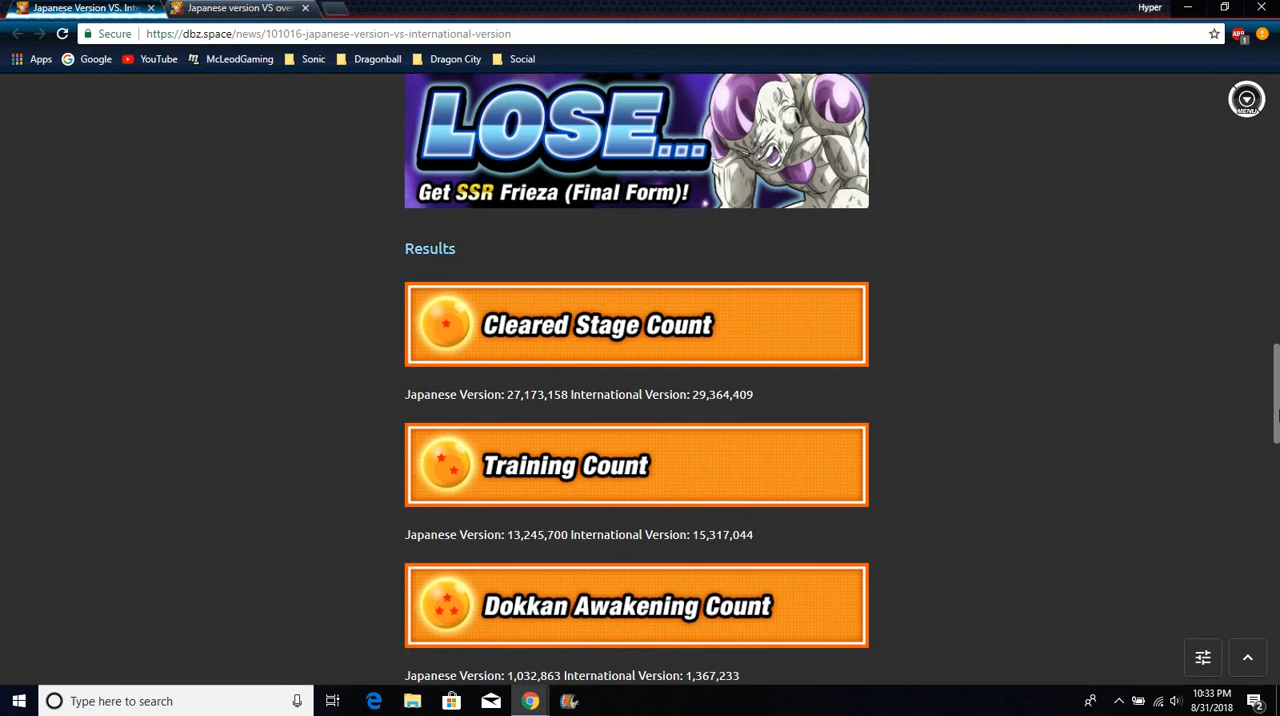 Japanese Version VS. Inte
Japanese version VS over
Hyper
Secure
https://dbz.space/news/101016-japanese-version-vs-international-version
ABP
1
Apps
Google
YouTube
McLeodGaming
Sonic
Dragonball
Dragon City
Social
MENU
LOSE...
Get SSR Frieza (Final Form)!
Results
Cleared Stage Count
Japanese Version: 27,173,158 International Version: 29,364,409
Training Count
Japanese Version: 13,245,700 International Version: 15,317,044
Dokkan Awakening Count
Japanese Version: 1,032,863 International Version: 1,367,233
Type here to search
10:33 PM
8/31/2018
2